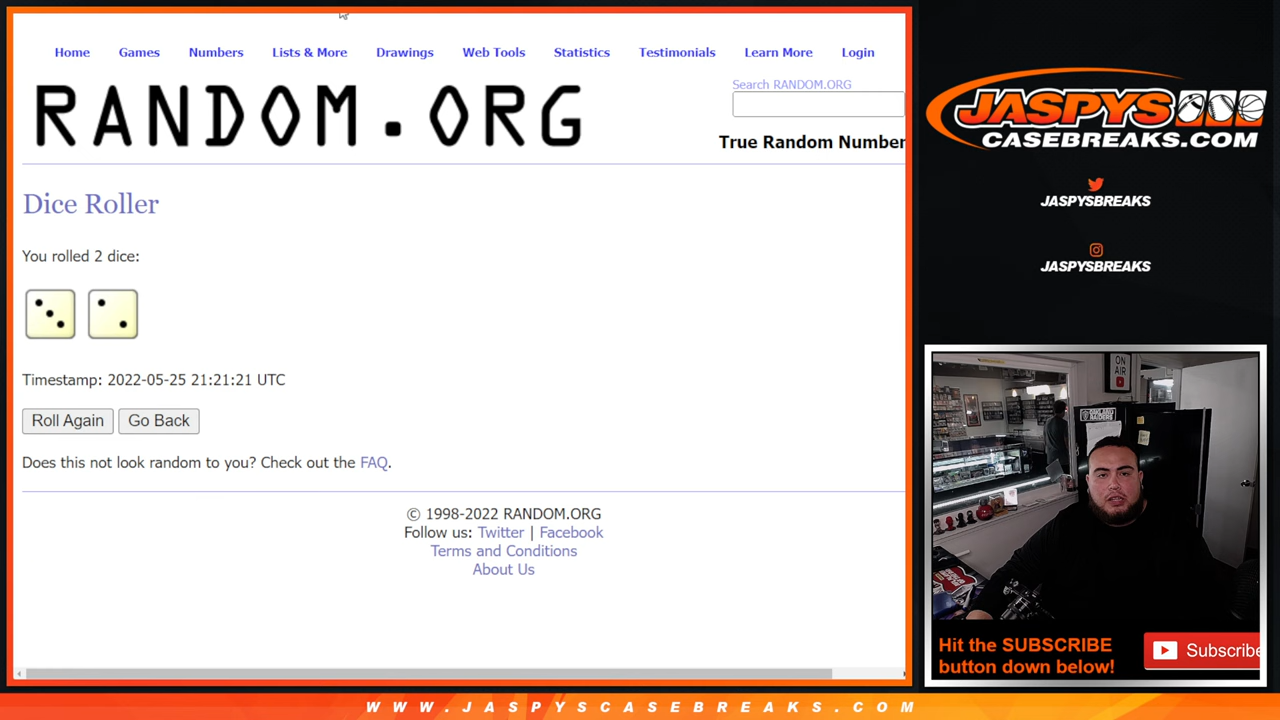 Home Games Numbers Lists & More Drawings Web Tools Statistics Testimonials Learn More Login
RANDOM.ORG
Search RANDOM.ORG
True Random Number
Dice Roller
You rolled 2 dice:
Timestamp: 2022-05-25 21:21:21 UTC
Roll Again Go Back
Does this not look random to you? Check out the FAQ.
© 1998-2022 RANDOM.ORG
Follow us: Twitter | Facebook
Terms and Conditions
About Us
JASPYS
CASEBREAKS.COM
JASPYSBREAKS
JASPYSBREAKS
ON
AIR
OAKLAND
RAIDERS
Hit the SUBSCRIBE
button down below!
Subscribe
WWW.JASPYSCASEBREAKS.COM